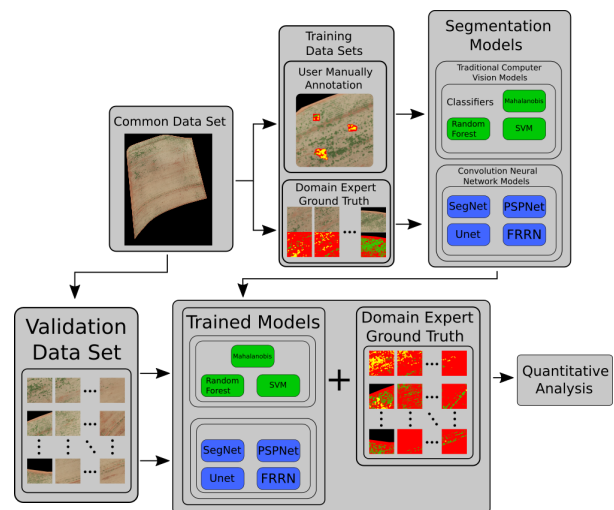 Training
Data Sets
User Manually
Annotation
Domain Expert
Ground Truth
Segmentation
Models
Traditional Computer
Vision Models
Classifiers
Mahalanobis
Random
Forest
SVM
Convolution Neural
Network Models
SegNet
PSPNet
Unet
FRRN
Common Data Set
Validation
Data Set
Trained Models
Mahalanobis
Random
Forest
SVM
SegNet
PSPNet
Unet
FRRN
+
Domain Expert
Ground Truth
Quantitative
Analysis